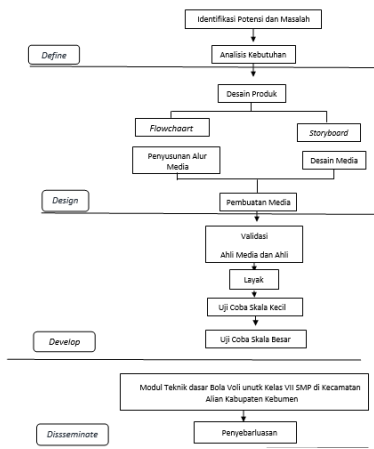 Identifikasi Potensi dan Masalah
Define
Analisis Kebutuhan
Desain Produk
Flowchaart
Storyboard
Penyusunan Alur
Media
Desain Media
Design
Pembuatan Media
Validasi
Ahli Media dan Ahli
Layak
Uji Coba Skala Kecil
Develop
Uji Coba Skala Besar
Modul Teknik dasar Bola Voli unutk Kelas VII SMP di Kecamatan
Alian Kabupaten Kebumen
Dissseminate
Penyebarluasan